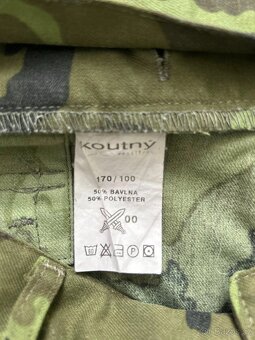 koutny
170/100
50% BAVLNA
50% POLYESTER
00